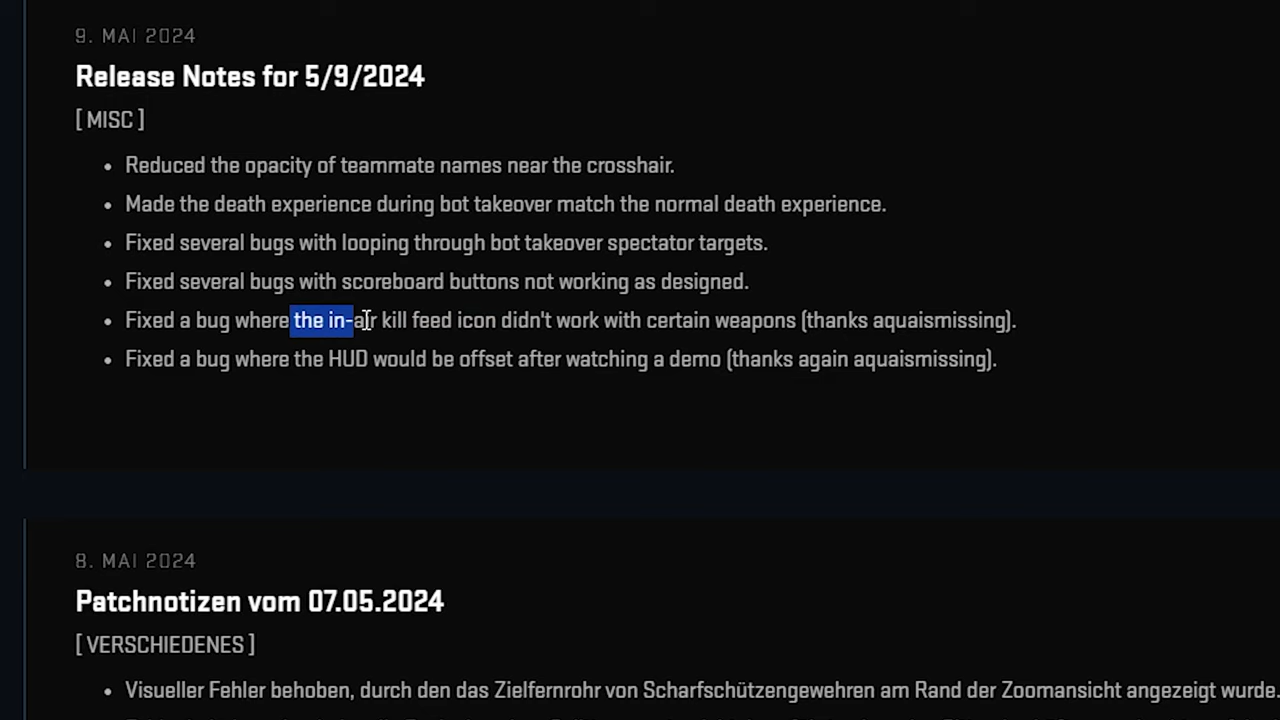 9. MAI 2024
Release Notes for 5/9/2024
[ MISC ]
• Reduced the opacity of teammate names near the crosshair.
• Made the death experience during bot takeover match the normal death experience.
• Fixed several bugs with looping through bot takeover spectator targets.
• Fixed several bugs with scoreboard buttons not working as designed.
• Fixed a bug where the in-air kill feed icon didn't work with certain weapons (thanks aquaismissing).
• Fixed a bug where the HUD would be offset after watching a demo (thanks again aquaismissing).
8. MAI 2024
Patchnotizen vom 07.05.2024
[ VERSCHIEDENES ]
• Visueller Fehler behoben, durch den das Zielfernrohr von Scharfschützengewehren am Rand der Zoomansicht angezeigt wurde.